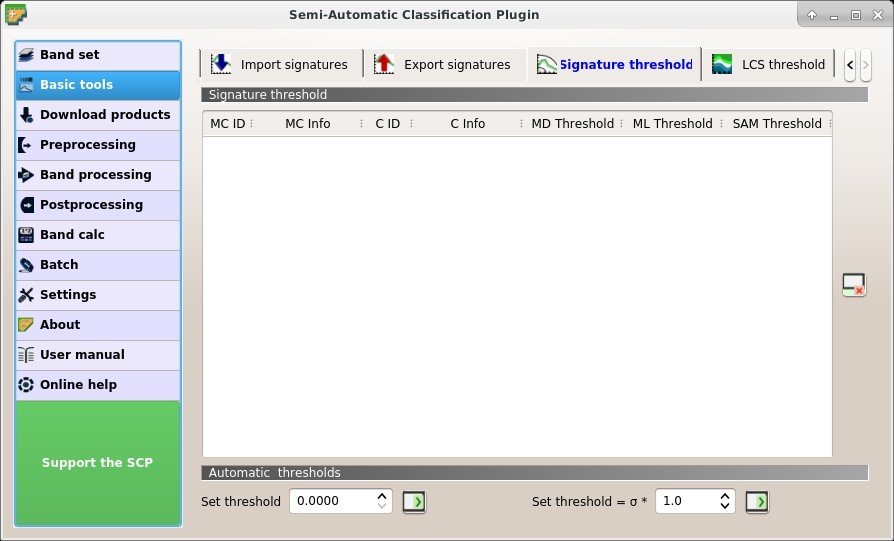 Semi-Automatic Classification Plugin
Band set
Basic tools
Download products
Preprocessing
Band processing
Postprocessing
Band calc
Batch
Settings
About
User manual
Online help
Support the SCP
Import signatures
Export signatures
Signature threshold
LCS threshold
Signature threshold
MC ID MC Info C ID C Info MD Threshold ML Threshold SAM Threshold
Automatic thresholds
Set threshold 0.0000
Set threshold = σ * 1.0